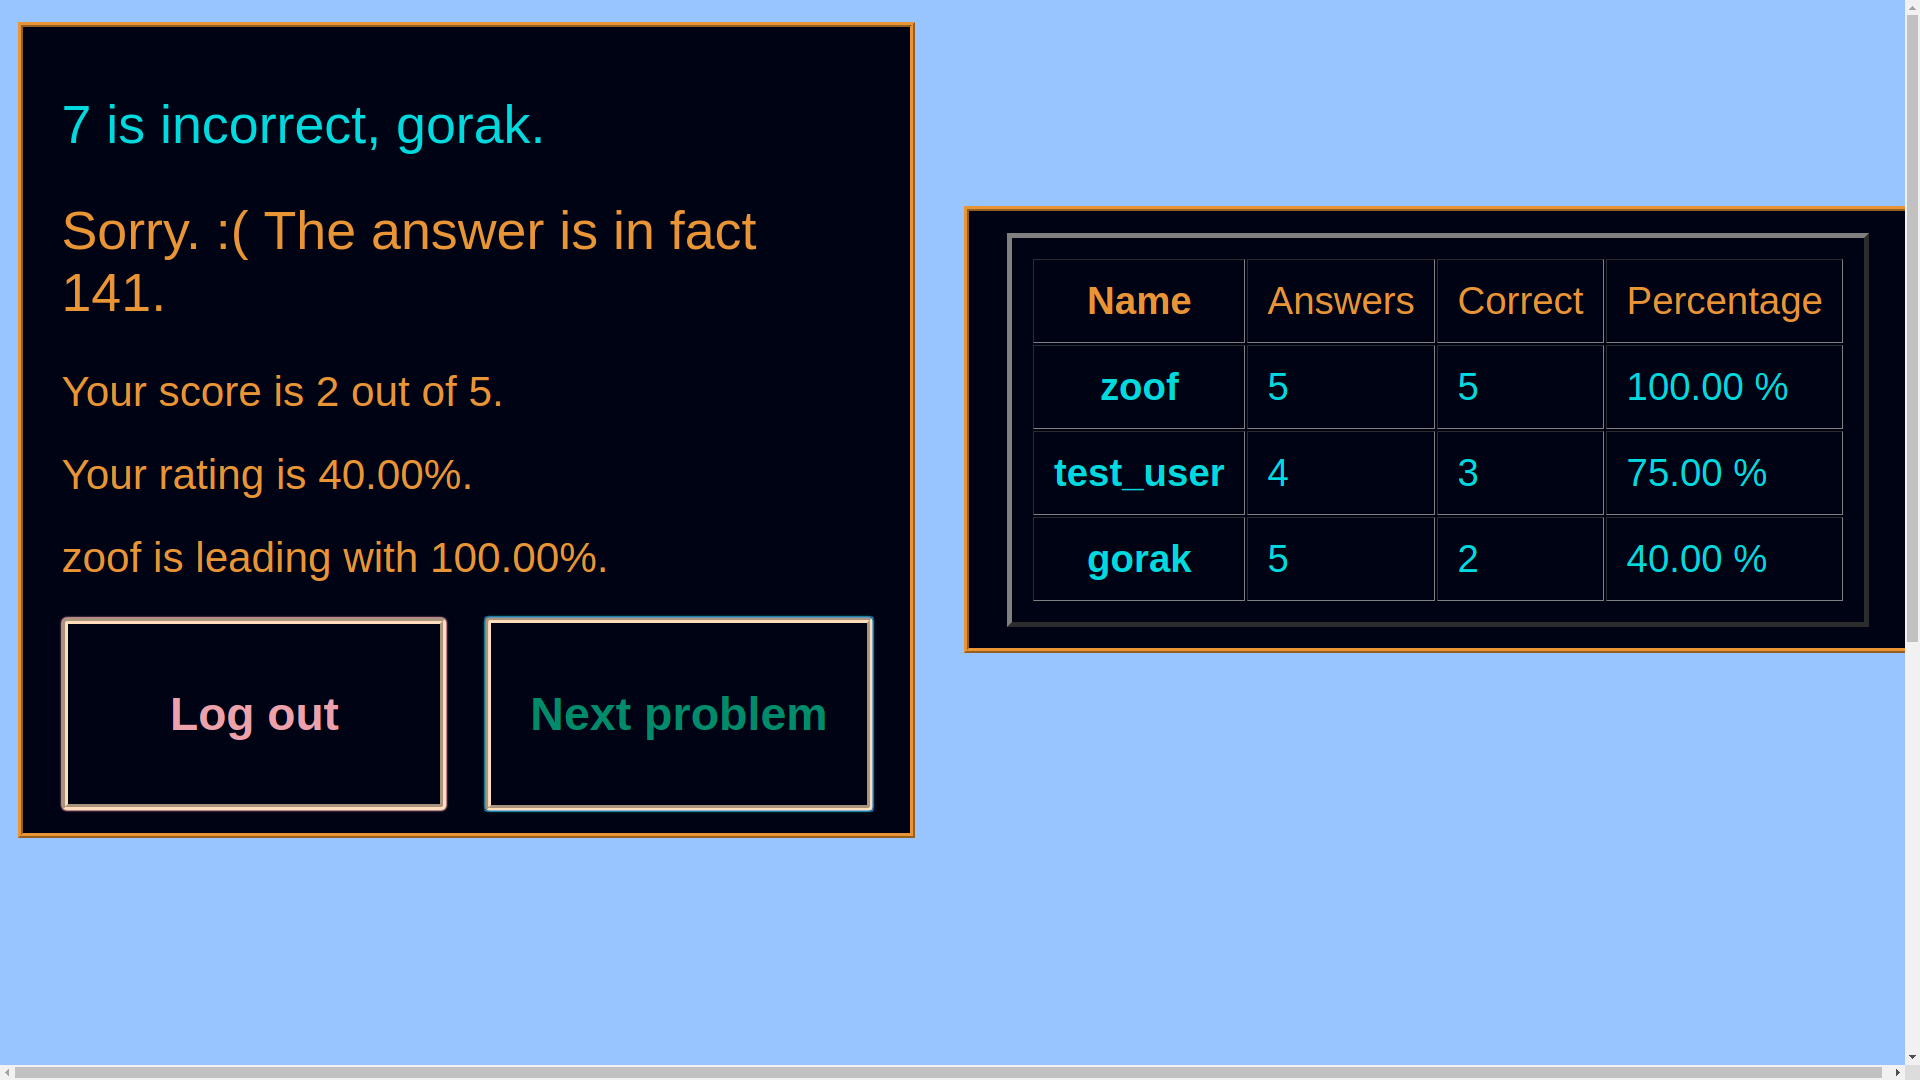 7 is incorrect, gorak.
Sorry. :( The answer is in fact
141.
Your score is 2 out of 5.
Your rating is 40.00%.
zoof is leading with 100.00%.
Log out
Next problem
Name Answers Correct Percentage
zoof 5 5 100.00 %
test_user 4 3 75.00 %
gorak 5 2 40.00 %